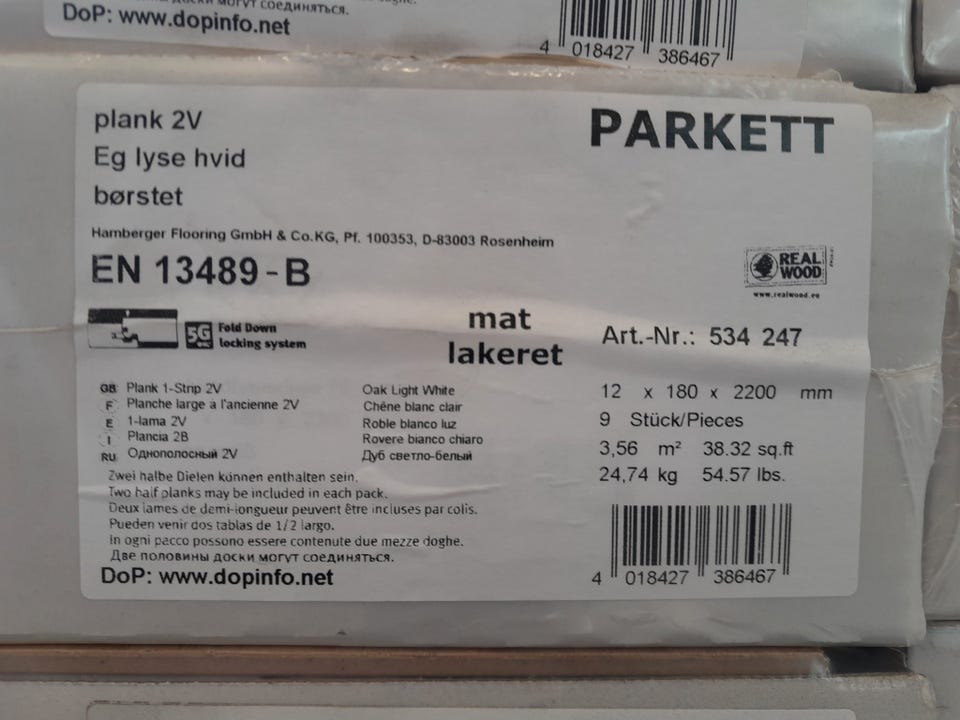 доски могут соединяться.
DoP: www.dopinfo.net
4 018427 386467
plank 2V
Eg lyse hvid
børstet
PARKETT
Hamberger Flooring GmbH & Co.KG, Pf. 100353, D-83003 Rosenheim
EN 13489 - B
REAL
WOOD
www.realwood.eu
5G
Fold Down
locking system
mat
lakeret
Art.-Nr.: 534 247
GB Plank 1-Strip 2V Oak Light White
F Planche large a l'ancienne 2V Chêne blanc clair
E 1-lama 2V Roble blanco luz
I Plancia 2B Rovere bianco chiaro
RU Однополосный 2V Дуб светло-белый
12 x 180 x 2200 mm
9 Stück/Pieces
3,56 m² 38.32 sq.ft
24,74 kg 54.57 lbs.
Zwei halbe Dielen können enthalten sein.
Two half planks may be included in each pack.
Deux lames de demi-longueur peuvent être incluses par colis.
Pueden venir dos tablas de 1/2 largo.
In ogni pacco possono essere contenute due mezze doghe.
Две половины доски могут соединяться.
DoP: www.dopinfo.net
4 018427 386467